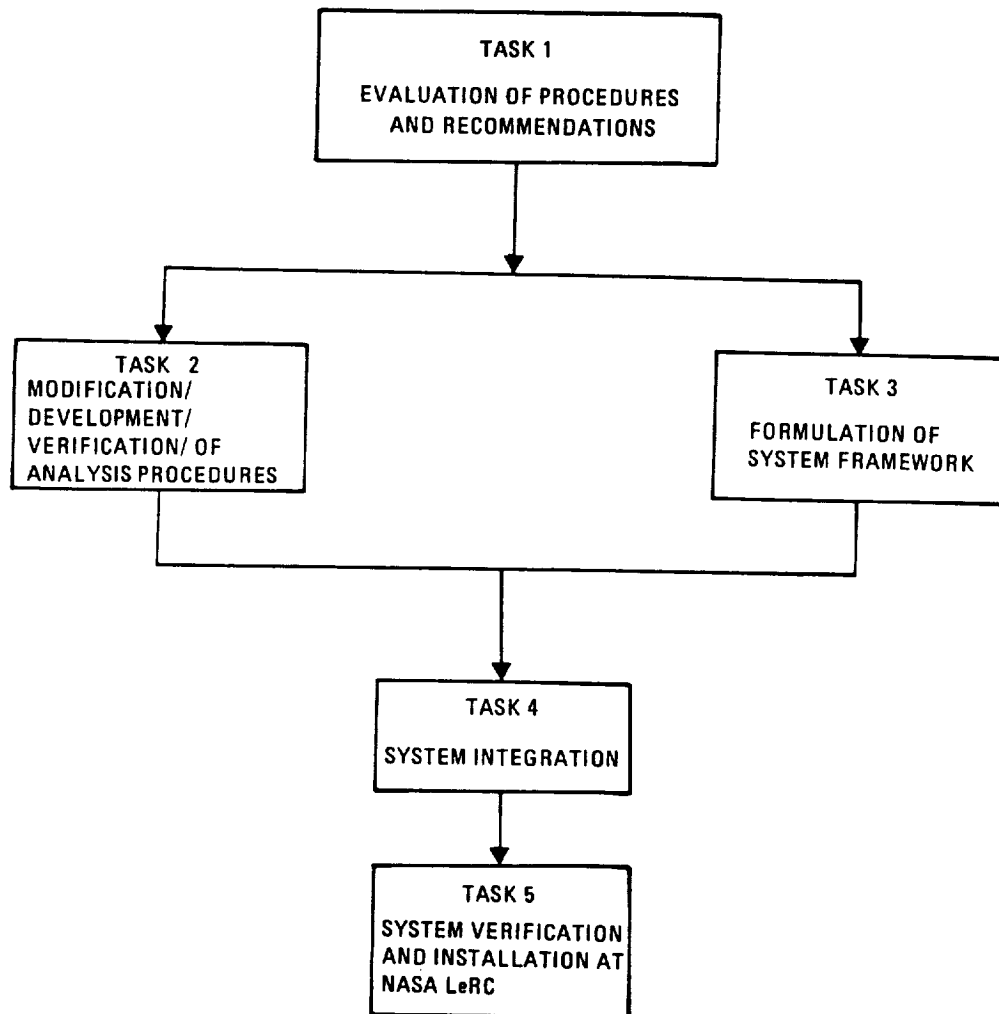 TASK 1
EVALUATION OF PROCEDURES
AND RECOMMENDATIONS
TASK 2
MODIFICATION/
DEVELOPMENT/
VERIFICATION/ OF
ANALYSIS PROCEDURES
TASK 3
FORMULATION OF
SYSTEM FRAMEWORK
TASK 4
SYSTEM INTEGRATION
TASK 5
SYSTEM VERIFICATION
AND INSTALLATION AT
NASA LeRC